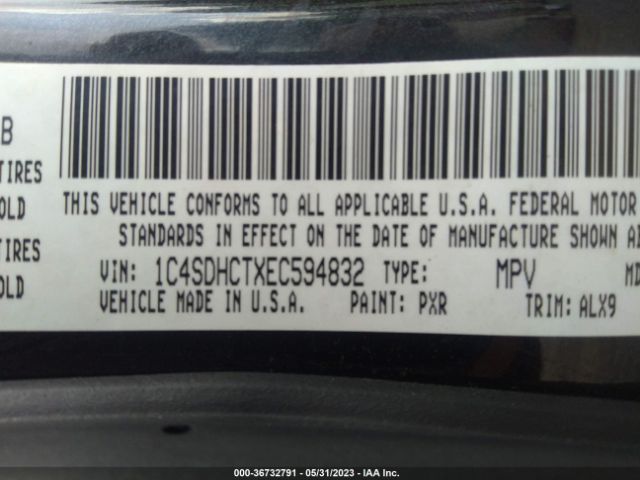 B
TIRES
OLD
TIRES
OLD
THIS VEHICLE CONFORMS TO ALL APPLICABLE U.S.A. FEDERAL MOTOR
STANDARDS IN EFFECT ON THE DATE OF MANUFACTURE SHOWN AB
VIN: 1C4SDHCTXEC594832 TYPE: MPV MD
VEHICLE MADE IN U.S.A. PAINT: PXR TRIM: ALX9
000-36732791 - 05/31/2023 - IAA Inc.